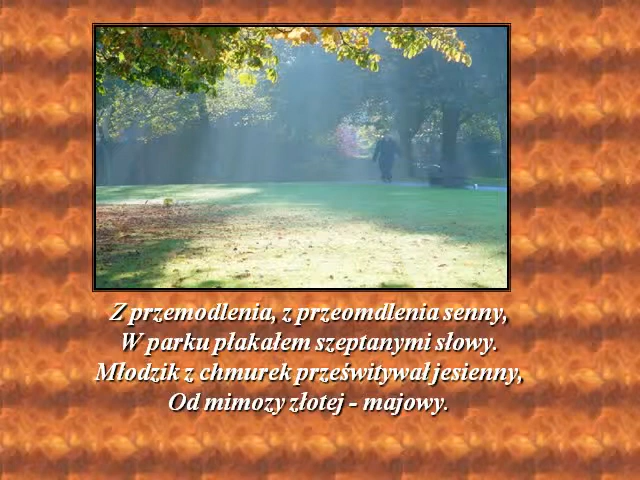 Z przemodlenia, z przeomdlenia senny,
W parku płakałem szeptanymi słowy.
Młodzik z chmurek prześwitywał jesienny,
Od mimozy złotej - majowy.